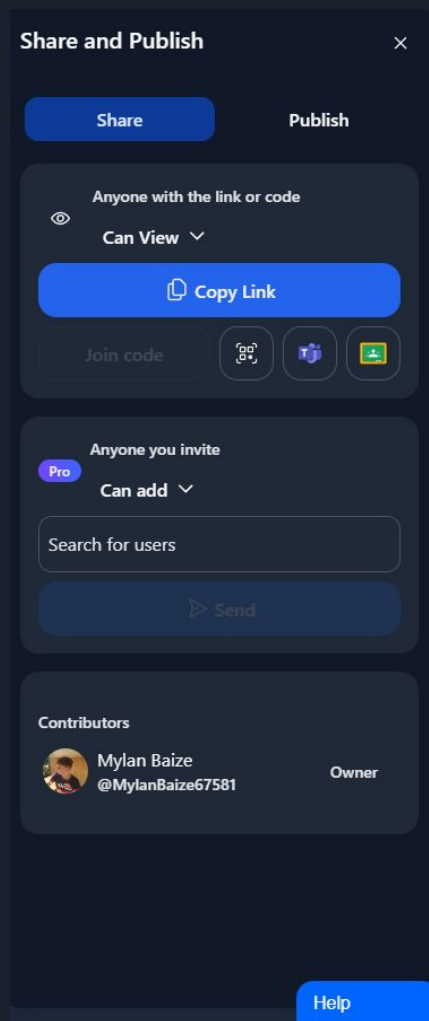 Share and Publish
Share
Publish
Anyone with the link or code
Can View
Copy Link
Join code
Anyone you invite
Pro
Can add
Search for users
Send
Contributors
Mylan Baize
@MylanBaize67581
Owner
Help